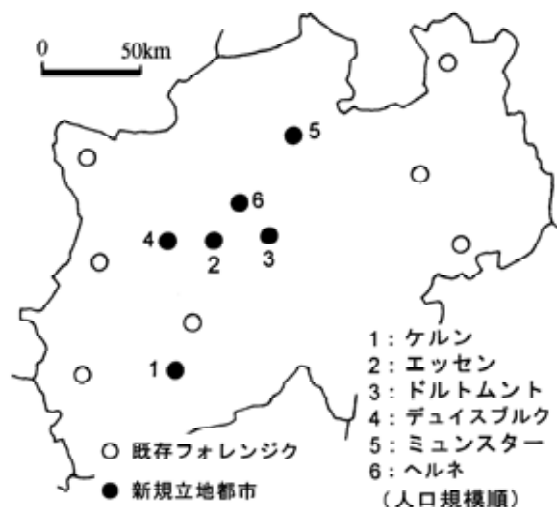 0 50km
5
6
4
2
3
1
1：ケルン
2：エッセン
3：ドルトムント
4：デュイスブルク
5：ミュンスター
6：ヘルネ
（人口規模順）
○ 既存フォレンジク
● 新規立地都市